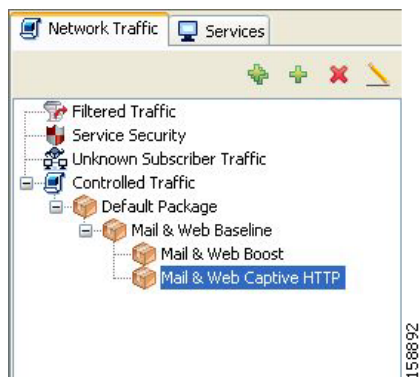 Network Traffic Services
Filtered Traffic
Service Security
Unknown Subscriber Traffic
Controlled Traffic
Default Package
Mail & Web Baseline
Mail & Web Boost
Mail & Web Captive HTTP
158892